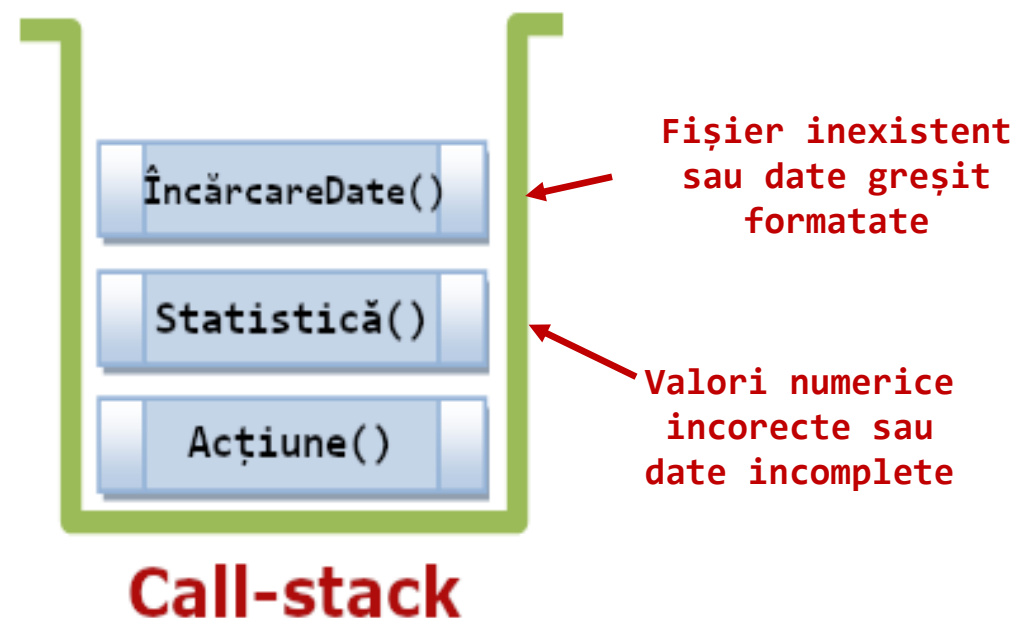 ÎncărcareDate()
Fișier inexistent
sau date greșit
formatate
Statistică()
Valori numerice
incorecte sau
date incomplete
Acțiune()
Call-stack